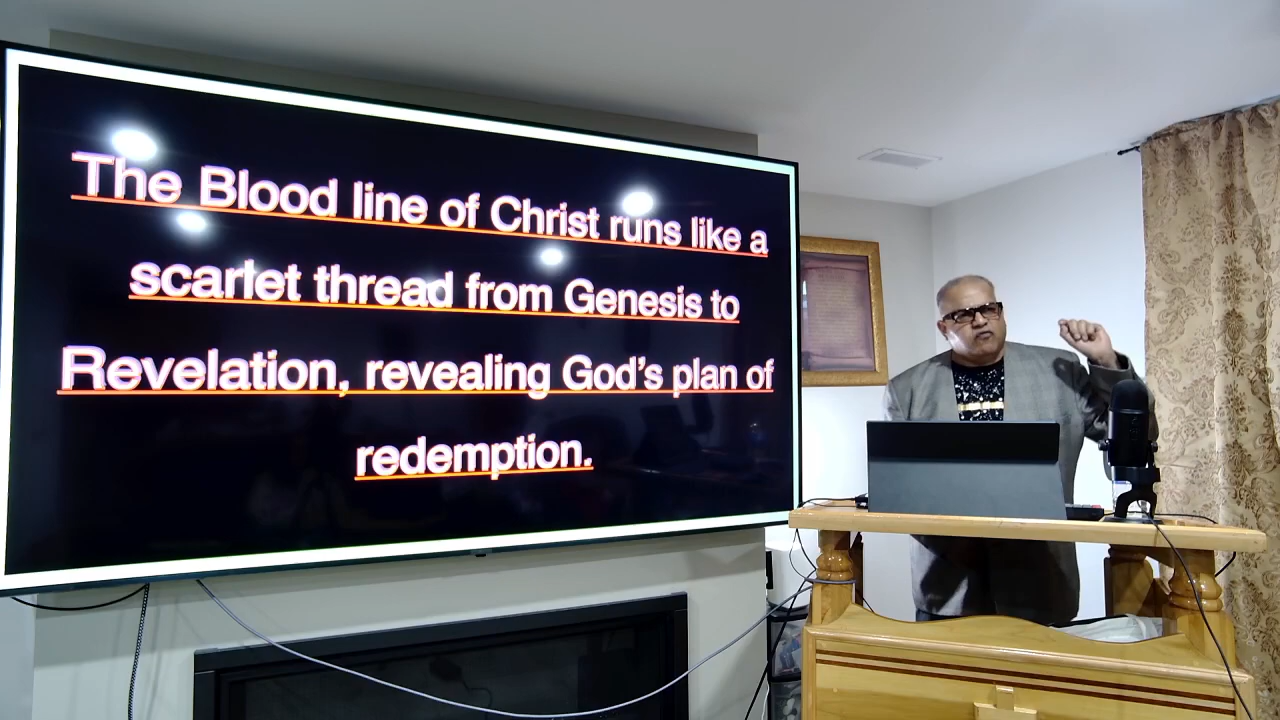 The Blood line of Christ runs like a
scarlet thread from Genesis to
Revelation, revealing God's plan of
redemption.